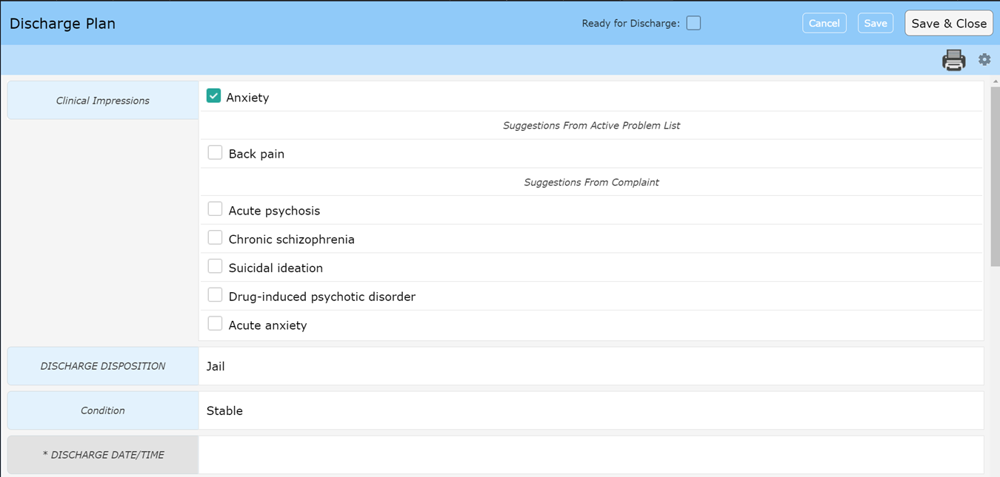 Discharge Plan
Ready for Discharge:
Cancel
Save
Save & Close
Clinical Impressions
Anxiety
Suggestions From Active Problem List
Back pain
Suggestions From Complaint
Acute psychosis
Chronic schizophrenia
Suicidal ideation
Drug-induced psychotic disorder
Acute anxiety
DISCHARGE DISPOSITION
Jail
Condition
Stable
* DISCHARGE DATE/TIME